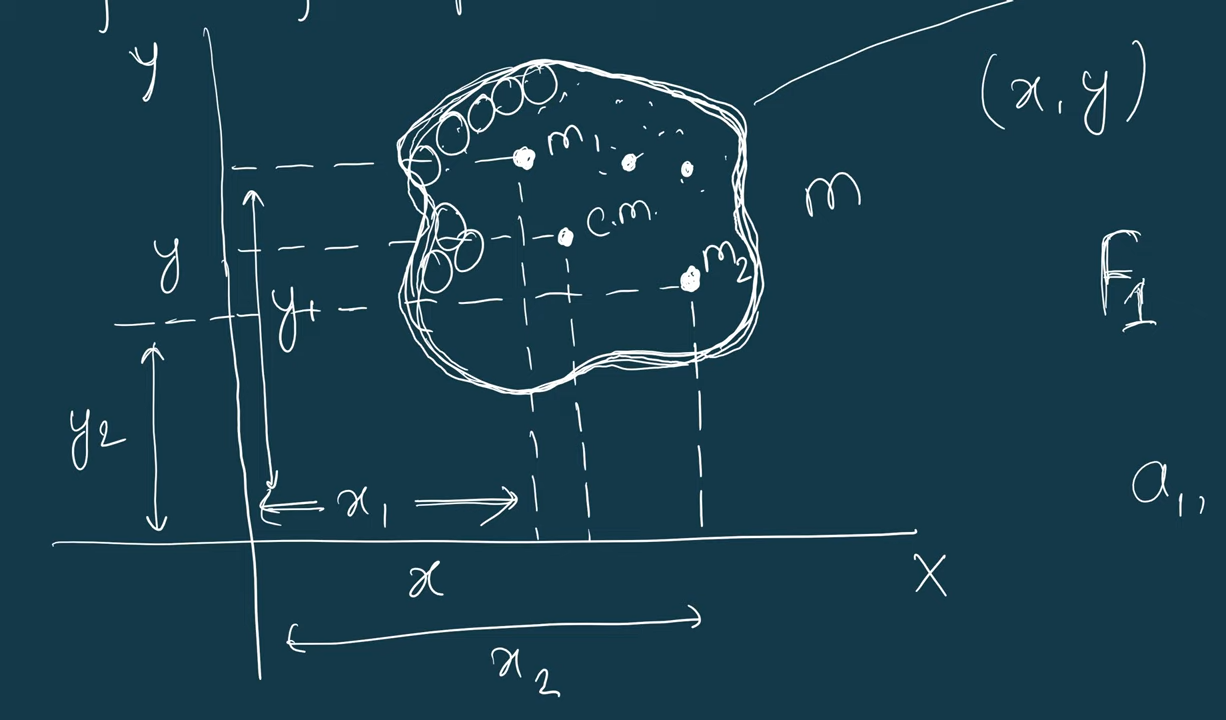 y
(x, y)
m₁
m
c.m.
y
m₂
F₁
y₁
y₂
x₁
a₁,
x
X
x₂